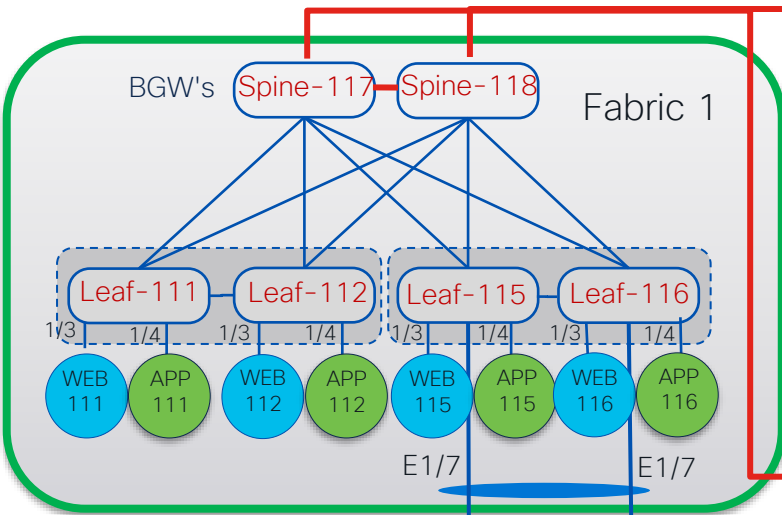 BGW's
Spine-117
Spine-118
Fabric 1
Leaf-111
Leaf-112
Leaf-115
Leaf-116
1/3
1/4
1/3
1/4
1/3
1/4
1/3
1/4
WEB
111
APP
111
WEB
112
APP
112
WEB
115
APP
115
WEB
116
APP
116
E1/7
E1/7